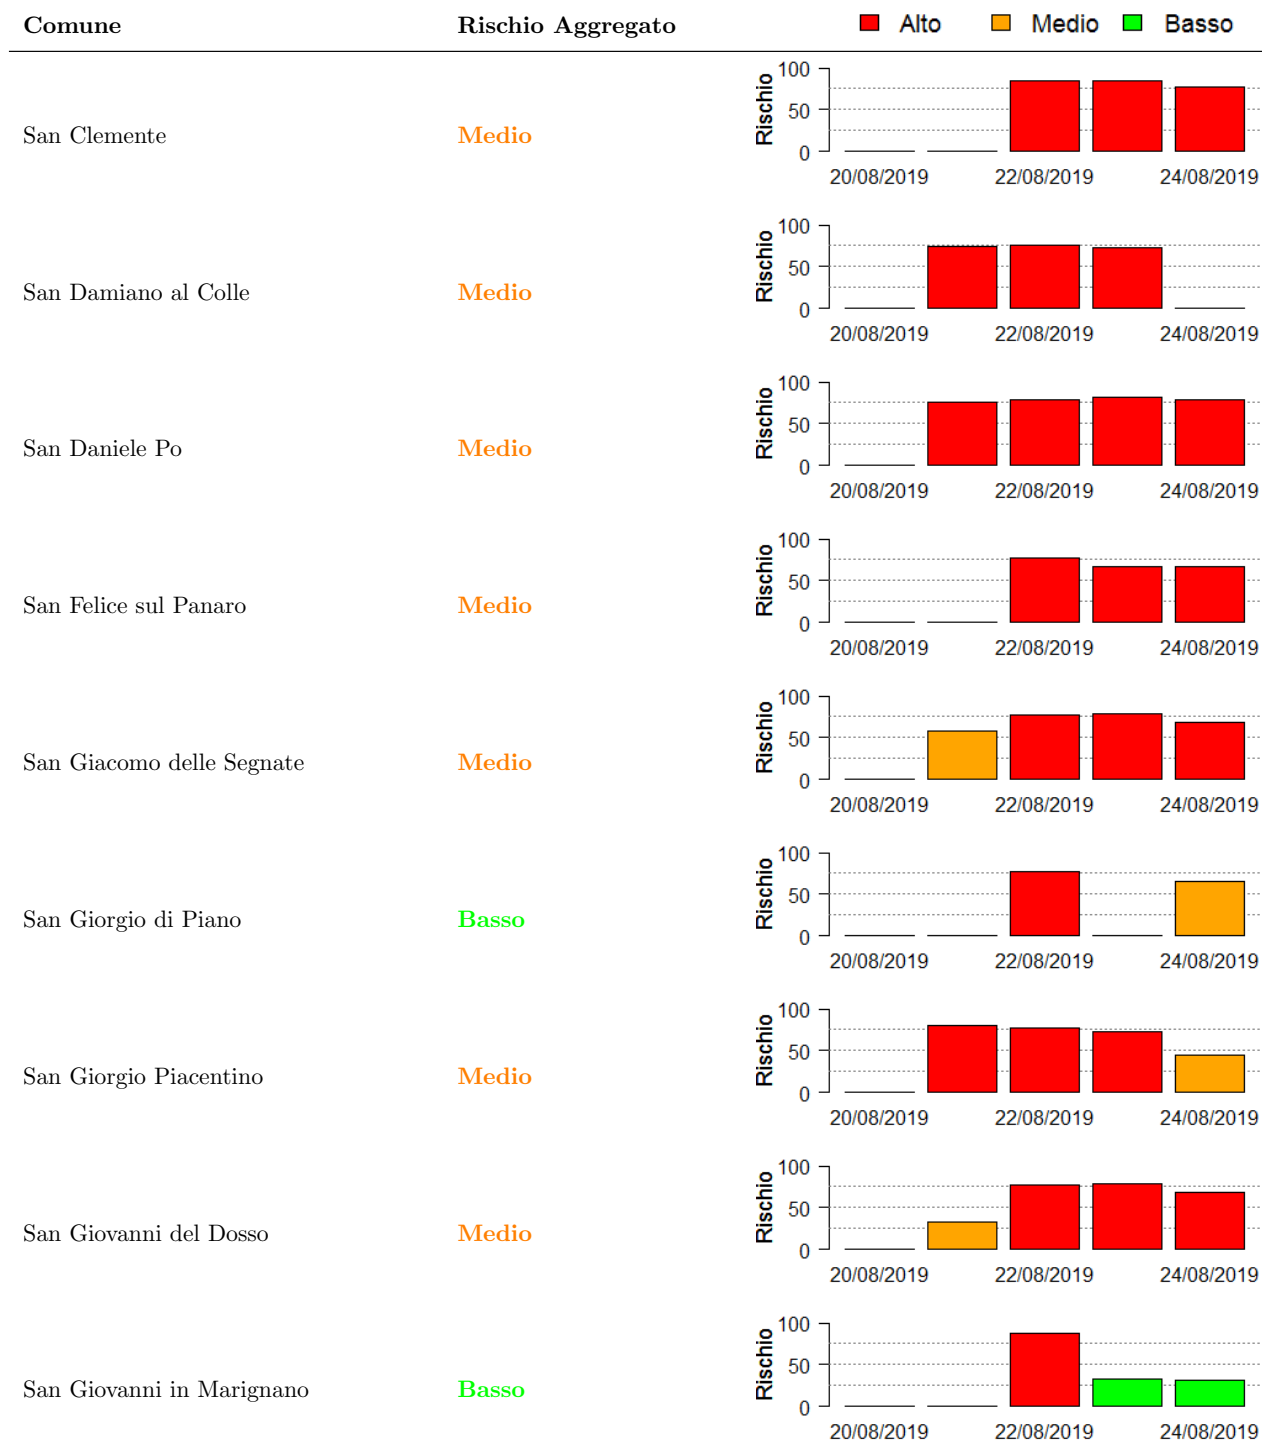 Comune Rischio Aggregato Alto Medio Basso
San Clemente Medio
Rischio
100
50
0
20/08/2019 22/08/2019 24/08/2019
San Damiano al Colle Medio
Rischio
100
50
0
20/08/2019 22/08/2019 24/08/2019
San Daniele Po Medio
Rischio
100
50
0
20/08/2019 22/08/2019 24/08/2019
San Felice sul Panaro Medio
Rischio
100
50
0
20/08/2019 22/08/2019 24/08/2019
San Giacomo delle Segnate Medio
Rischio
100
50
0
20/08/2019 22/08/2019 24/08/2019
San Giorgio di Piano Basso
Rischio
100
50
0
20/08/2019 22/08/2019 24/08/2019
San Giorgio Piacentino Medio
Rischio
100
50
0
20/08/2019 22/08/2019 24/08/2019
San Giovanni del Dosso Medio
Rischio
100
50
0
20/08/2019 22/08/2019 24/08/2019
San Giovanni in Marignano Basso
Rischio
100
50
0
20/08/2019 22/08/2019 24/08/2019